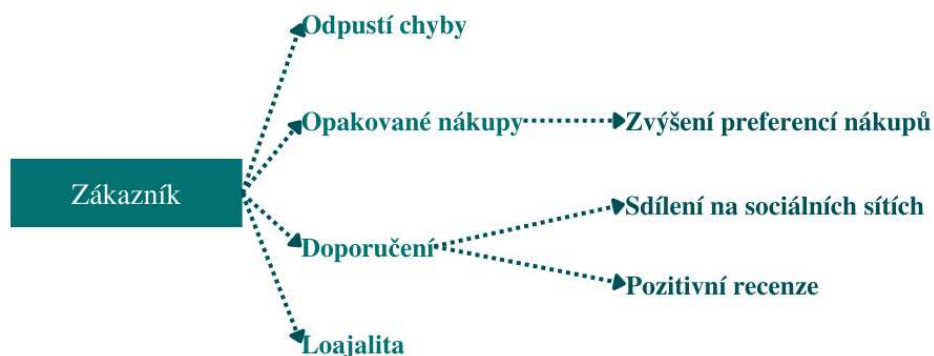 Odpustí chyby
Opakované nákupy
Zvýšení preferencí nákupů
Zákazník
Sdílení na sociálních sítích
Doporučení
Pozitivní recenze
Loajalita